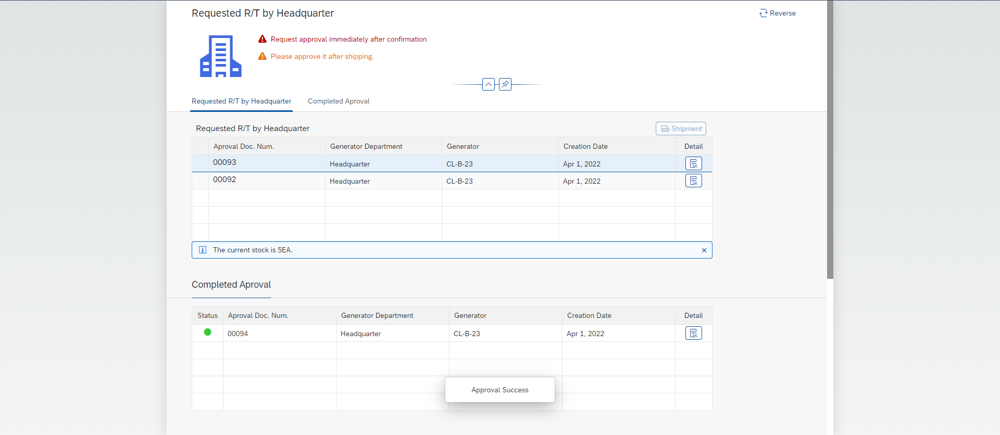 Requested R/T by Headquarter
Reverse
Request approval immediately after confirmation
Please approve it after shipping.
Requested R/T by Headquarter Completed Aproval
Requested R/T by Headquarter
Shipment
Aproval Doc. Num. Generator Department Generator Creation Date Detail
00093 Headquarter CL-B-23 Apr 1, 2022
00092 Headquarter CL-B-23 Apr 1, 2022
The current stock is 5EA.
Completed Aproval
Status Aproval Doc. Num. Generator Department Generator Creation Date Detail
00094 Headquarter CL-B-23 Apr 1, 2022
Approval Success